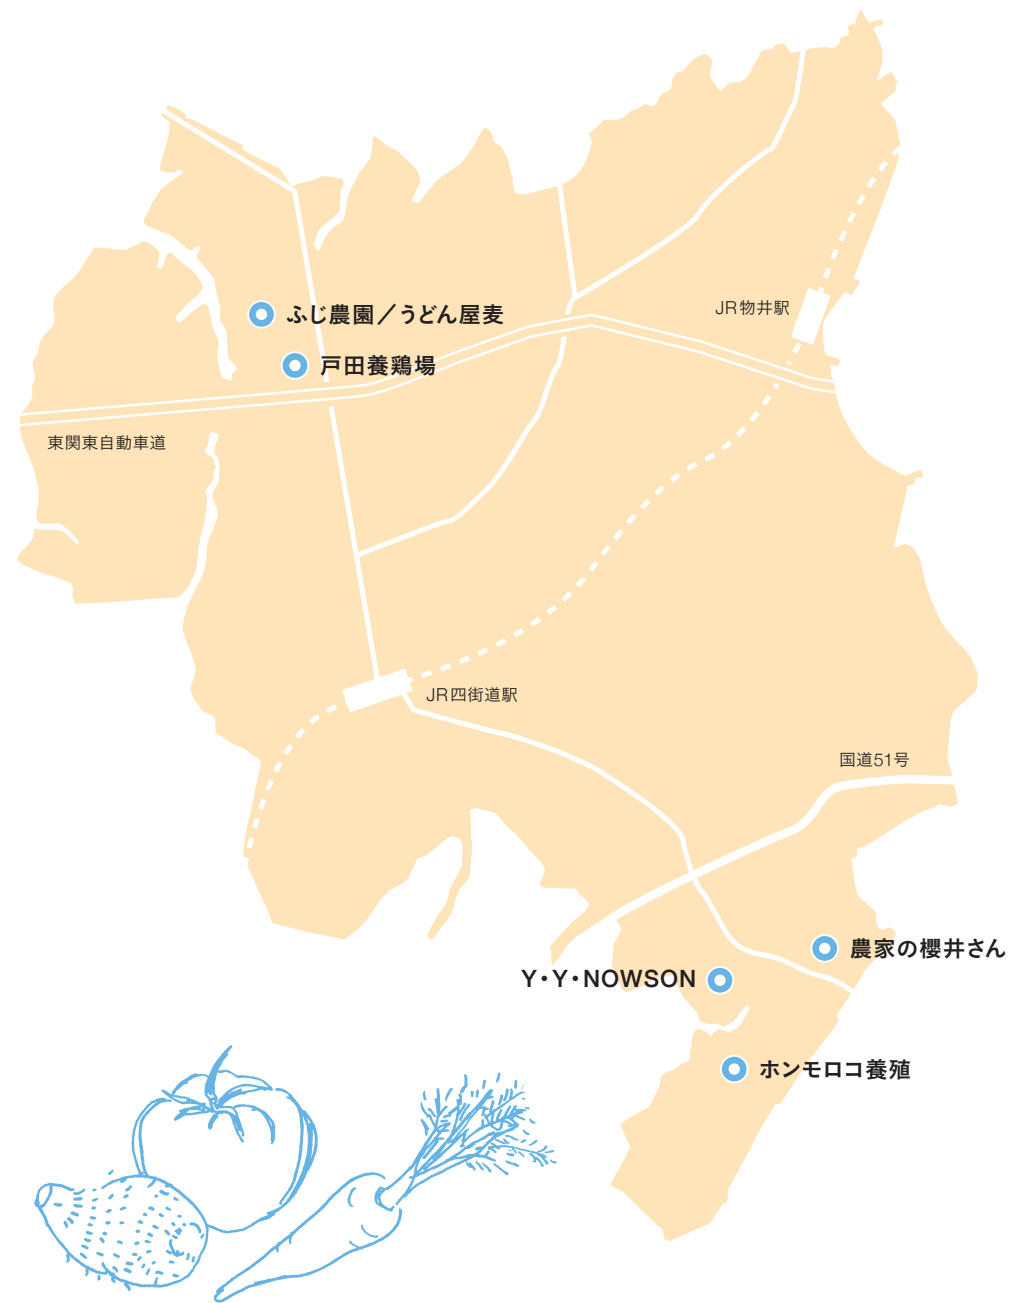 JR物井駅
ふじ農園／うどん屋麦
戸田養鶏場
東関東自動車道
JR四街道駅
国道51号
農家の櫻井さん
Y・Y・NOWSON
ホンモロコ養殖